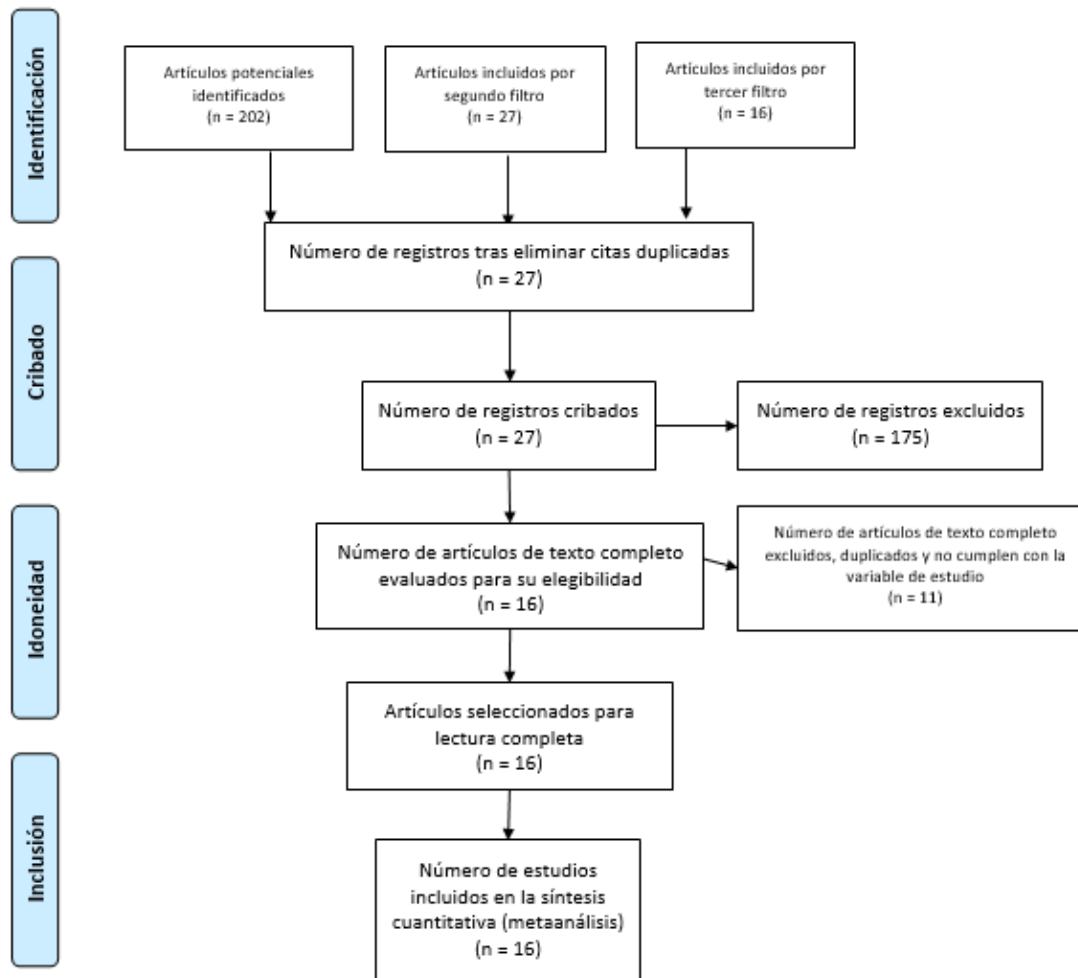 Identificación
Artículos potenciales
identificados
(n = 202)
Artículos incluidos por
segundo filtro
(n = 27)
Artículos incluidos por
tercer filtro
(n = 16)
Número de registros tras eliminar citas duplicadas
(n = 27)
Cribado
Número de registros cribados
(n = 27)
Número de registros excluidos
(n = 175)
Idoneidad
Número de artículos de texto completo
evaluados para su elegibilidad
(n = 16)
Número de artículos de texto completo
excluidos, duplicados y no cumplen con la
variable de estudio
(n = 11)
Artículos seleccionados para
lectura completa
(n = 16)
Inclusión
Número de estudios
incluidos en la síntesis
cuantitativa (metaanálisis)
(n = 16)